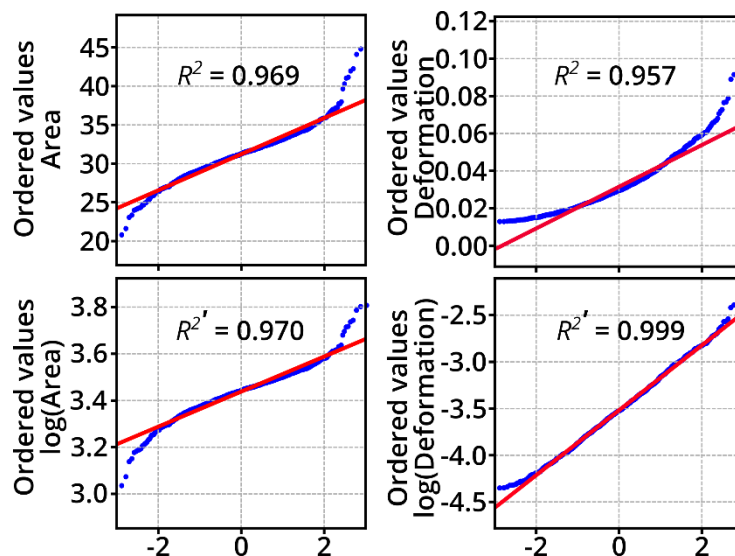 Ordered values
Area
45
40
35
30
25
20
R² = 0.969
Ordered values
Deformation
0.12
0.10
0.08
0.06
0.04
0.02
0.00
R² = 0.957
Ordered values
log(Area)
3.8
3.6
3.4
3.2
3.0
R²′ = 0.970
-2
0
2
Ordered values
log(Deformation)
-2.5
-3.0
-3.5
-4.0
-4.5
R²′ = 0.999
-2
0
2